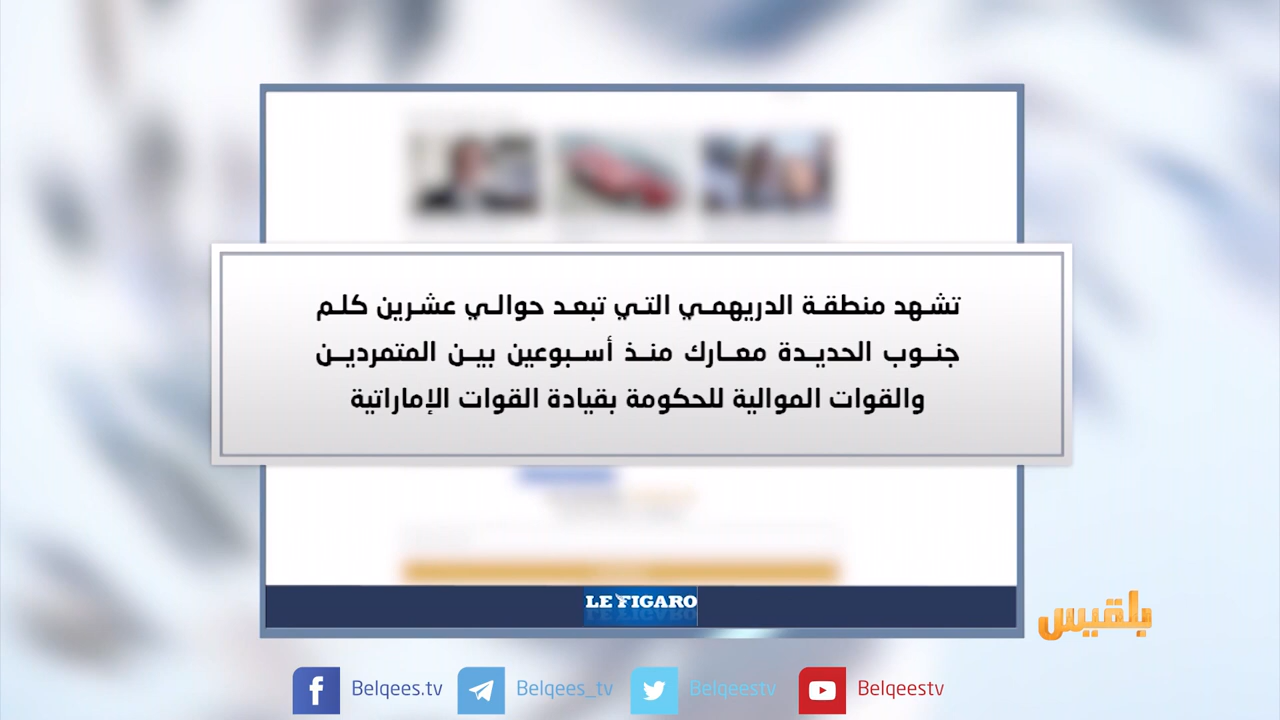 تشهد منطقة الدريهمي التي تبعد حوالي عشرين كلم
جنوب الحديدة معارك منذ أسبوعين بين المتمردين
والقوات الموالية للحكومة بقيادة القوات الإماراتية
LE FIGARO
بلقيس
Belqees.tv
Belqees_tv
Belqeestv
Belqeestv